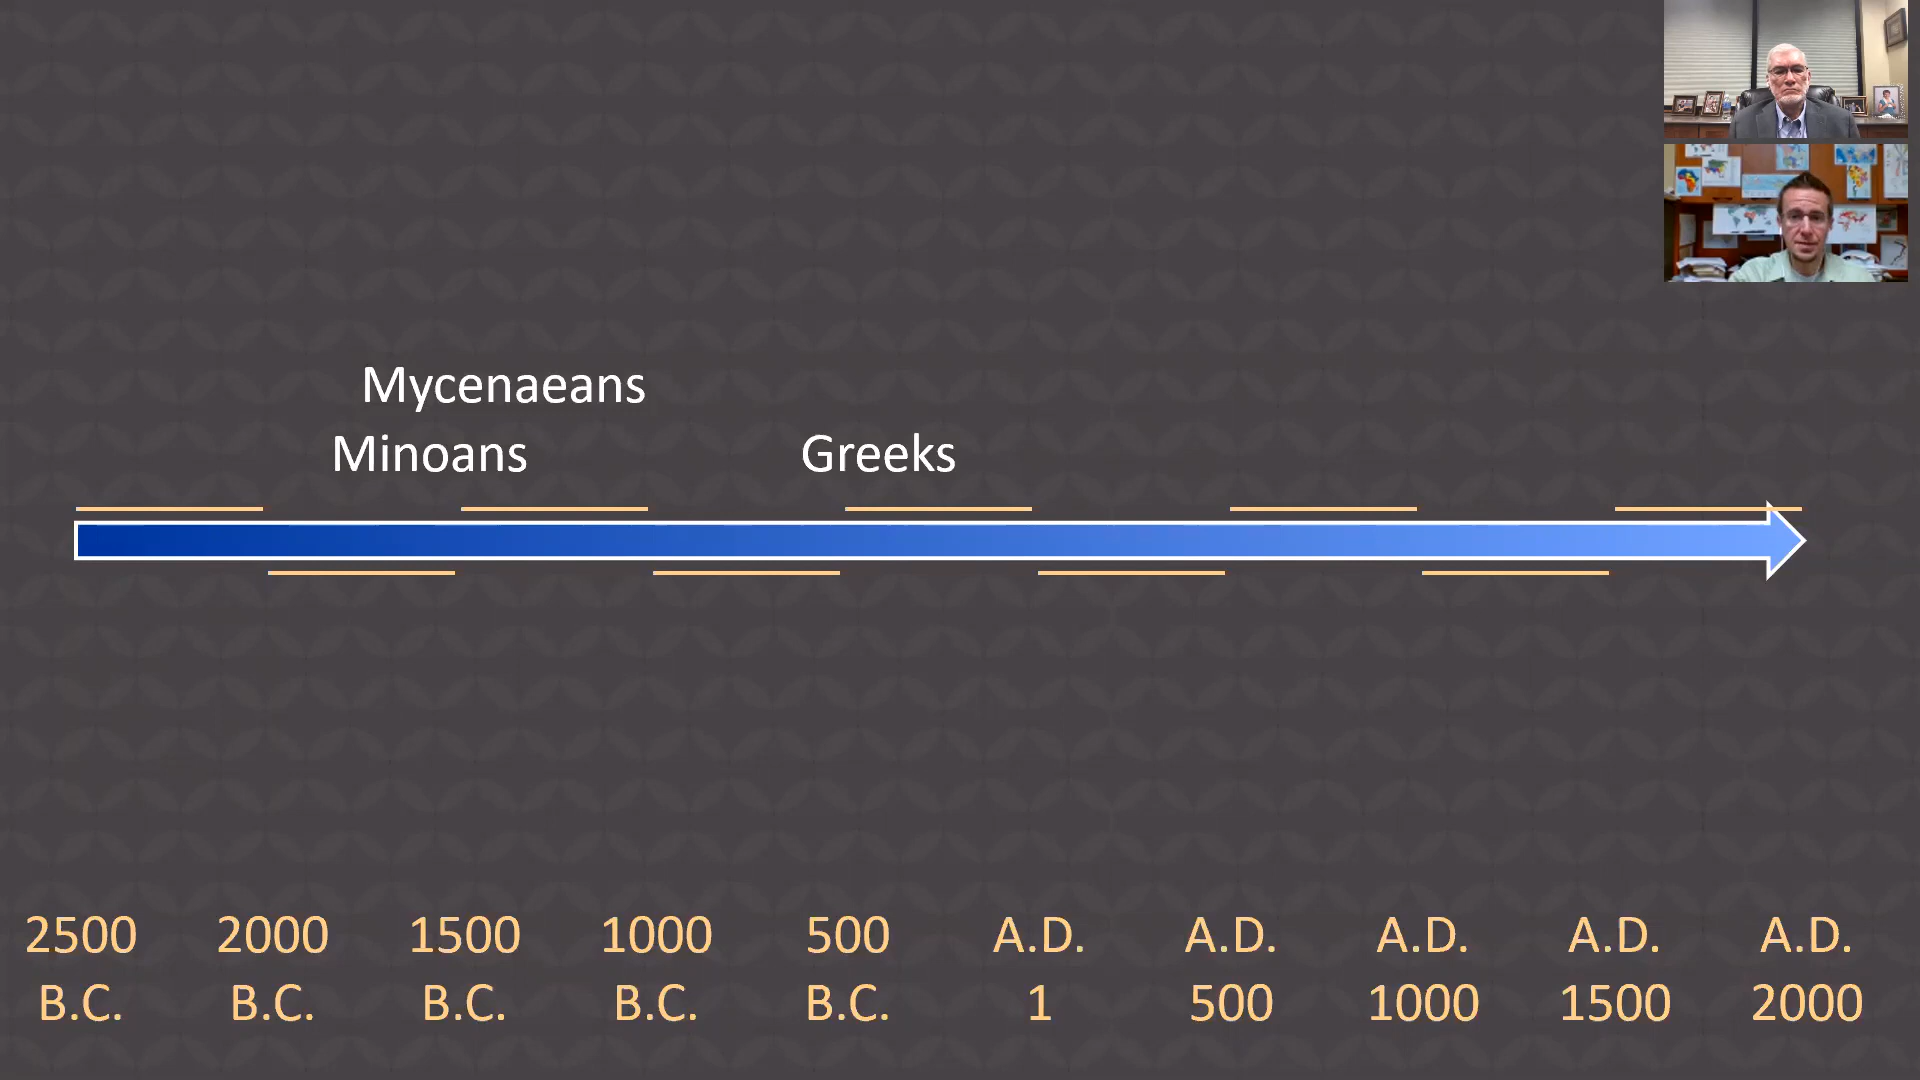 Mycenaeans
Minoans
Greeks
2500 B.C.
2000 B.C.
1500 B.C.
1000 B.C.
500 B.C.
A.D. 1
A.D. 500
A.D. 1000
A.D. 1500
A.D. 2000